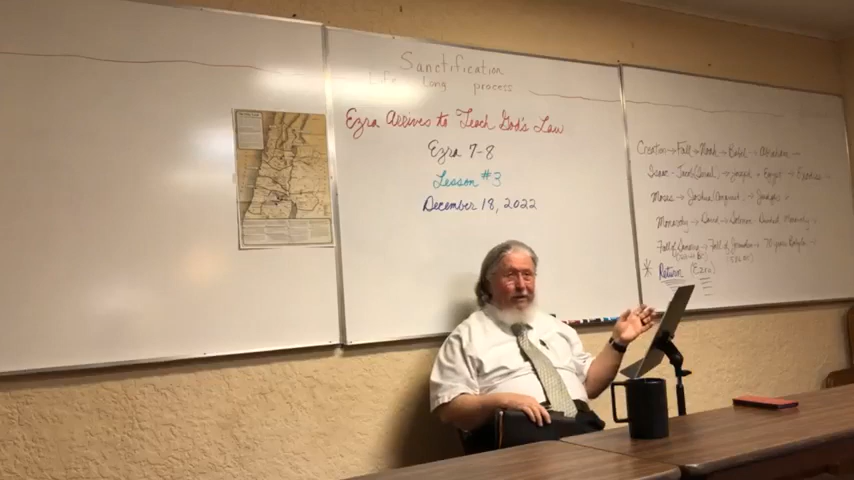 Sanctification
Life long process
Ezra Arrives to Teach God's Law
Ezra 7-8
Lesson #3
December 18, 2022
Creation → Fall → Noah → Babel → Abraham →
Isaac → Jacob (Israel) → Joseph → Egypt → Exodus →
Moses → Joshua/Conquest → Judges →
Monarchy → David → Solomon → Divided Monarchy →
Fall of Samaria → Fall of Jerusalem → 70 years Babylon →
* Return (Ezra)